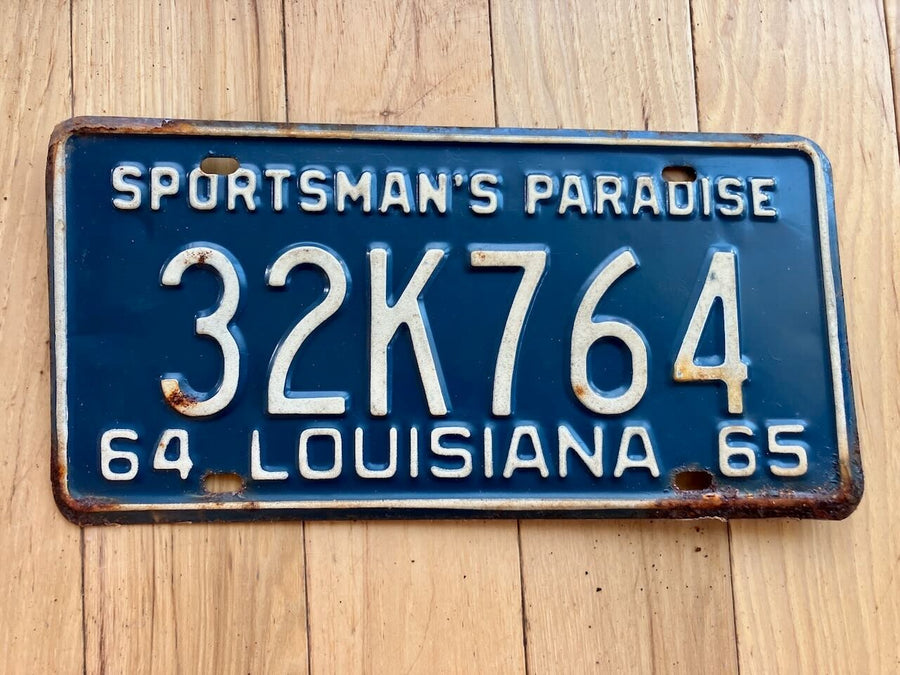 SPORTSMAN'S PARADISE
32K764
64 LOUISIANA 65